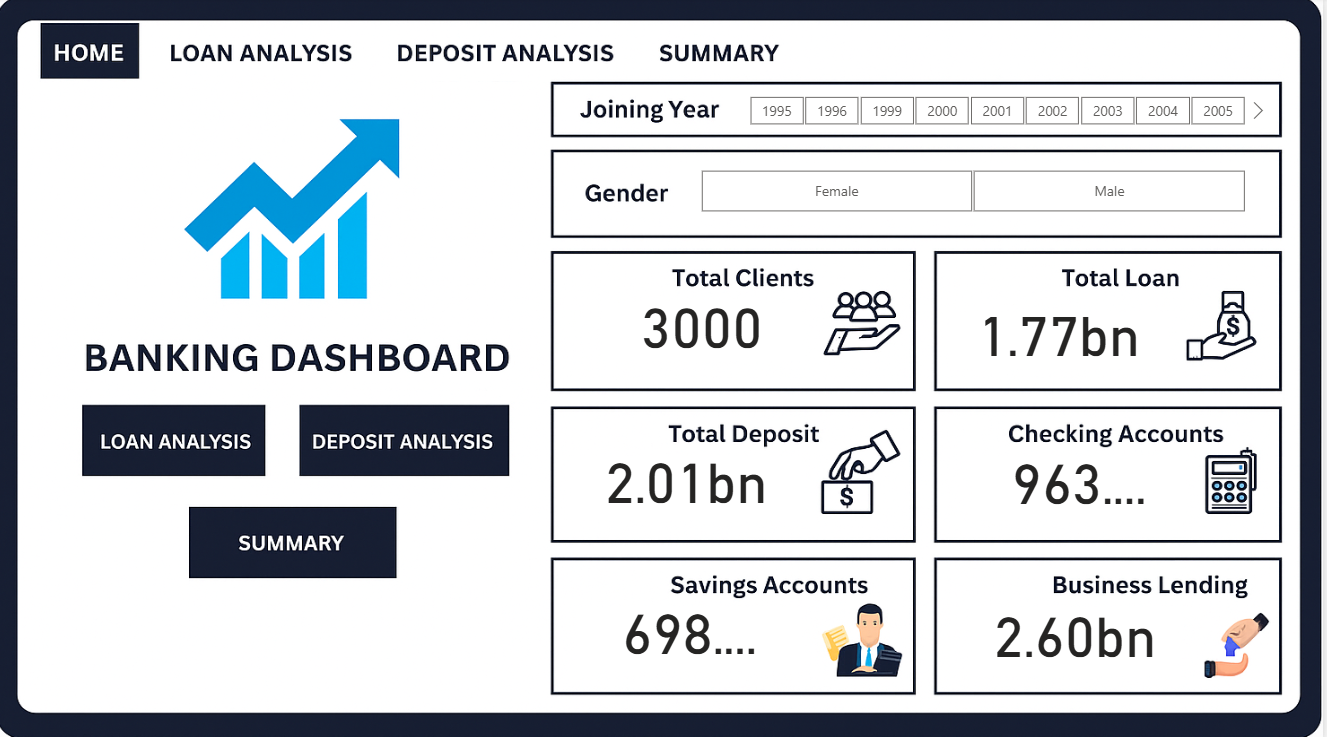 HOME LOAN ANALYSIS DEPOSIT ANALYSIS SUMMARY
Joining Year 1995 1996 1999 2000 2001 2002 2003 2004 2005
Gender Female Male
BANKING DASHBOARD
LOAN ANALYSIS DEPOSIT ANALYSIS
SUMMARY
Total Clients
3000
Total Loan
1.77bn
$
Total Deposit
2.01bn
$
Checking Accounts
963....
Savings Accounts
698....
Business Lending
2.60bn